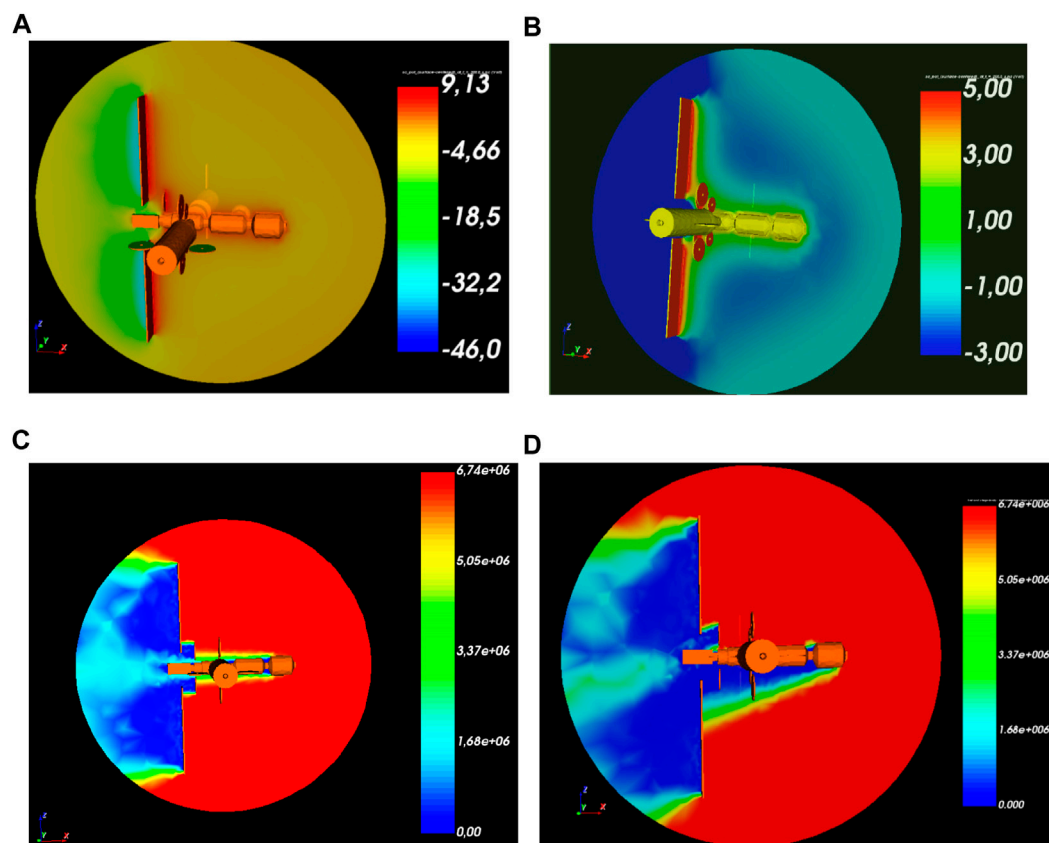 A
9,13
-4,66
-18,5
-32,2
-46,0
Z
Y
X
B
5,00
3,00
1,00
-1,00
-3,00
Z
Y
X
C
6,74e+06
5,05e+06
3,37e+06
1,68e+06
0,00
Z
Y
X
D
6.74e+006
5.05e+006
3.37e+006
1.68e+006
0.000
Z
Y
X